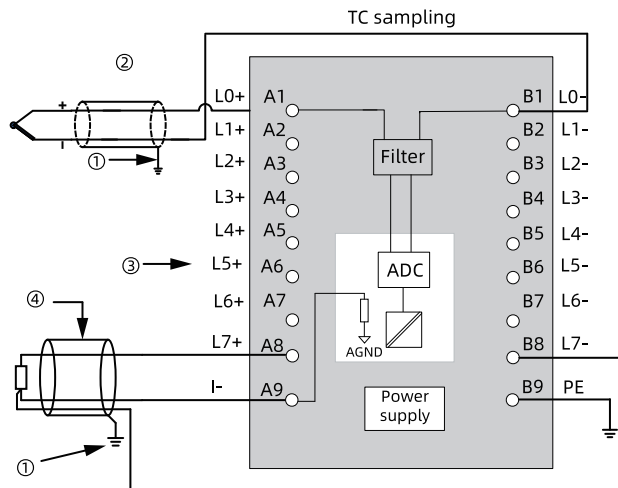 TC sampling
②
+
-
①
L0+ A1 B1 L0-
L1+ A2 B2 L1-
L2+ A3 B3 L2-
L3+ A4 B4 L3-
L4+ A5 B5 L4-
③ L5+ A6 B6 L5-
L6+ A7 B7 L6-
L7+ A8 B8 L7-
I- A9 B9 PE
Filter
ADC
AGND
Power
supply
④
①